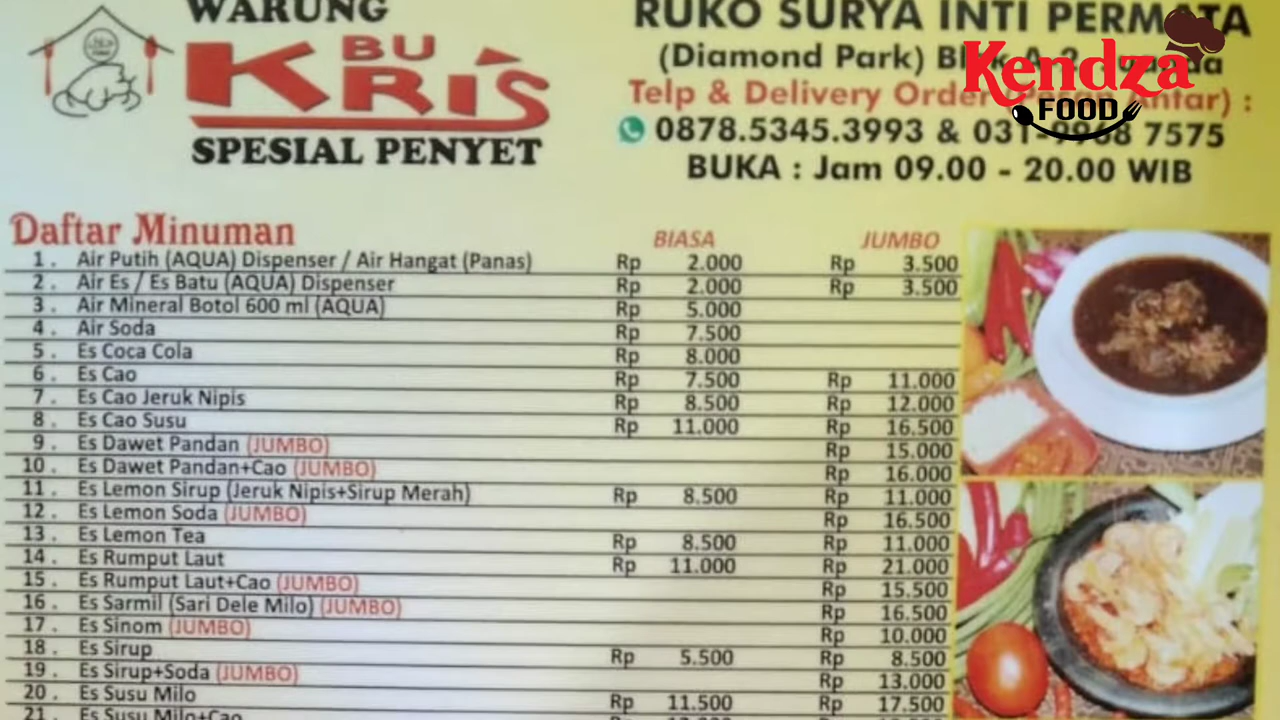 WARUNG
BU
KRIS
SPESIAL PENYET
RUKO SURYA INTI PERMATA
(Diamond Park)
Telp & Delivery Order
0878.5345.3993 & 031-9968 7575
BUKA : Jam 09.00 - 20.00 WIB
Kendza
FOOD
Daftar Minuman BIASA JUMBO
1 . Air Putih (AQUA) Dispenser / Air Hangat (Panas) Rp 2.000 Rp 3.500
2 . Air Es / Es Batu (AQUA) Dispenser Rp 2.000 Rp 3.500
3 . Air Mineral Botol 600 ml (AQUA) Rp 5.000
4 . Air Soda Rp 7.500
5 . Es Coca Cola Rp 8.000
6 . Es Cao Rp 7.500 Rp 11.000
7 . Es Cao Jeruk Nipis Rp 8.500 Rp 12.000
8 . Es Cao Susu Rp 11.000 Rp 16.500
9 . Es Dawet Pandan (JUMBO) Rp 15.000
10 . Es Dawet Pandan+Cao (JUMBO) Rp 16.000
11 . Es Lemon Sirup (Jeruk Nipis+Sirup Merah) Rp 8.500 Rp 11.000
12 . Es Lemon Soda (JUMBO) Rp 16.500
13 . Es Lemon Tea Rp 8.500 Rp 11.000
14 . Es Rumput Laut Rp 11.000 Rp 21.000
15 . Es Rumput Laut+Cao (JUMBO) Rp 15.500
16 . Es Sarmil (Sari Dele Milo) (JUMBO) Rp 16.500
17 . Es Sinom (JUMBO) Rp 10.000
18 . Es Sirup Rp 5.500 Rp 8.500
19 . Es Sirup+Soda (JUMBO) Rp 13.000
20 . Es Susu Milo Rp 11.500 Rp 17.500
21 . Es Susu Milo+Cao